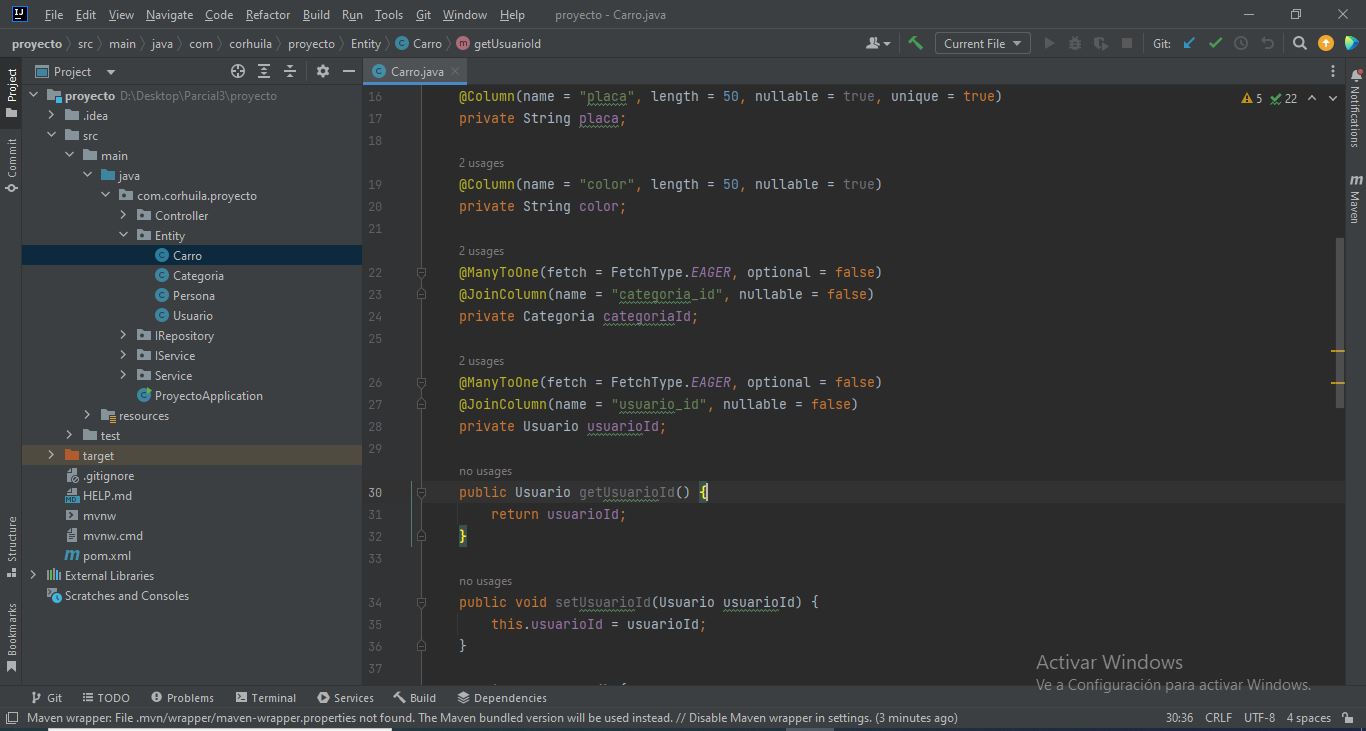 File Edit View Navigate Code Refactor Build Run Tools Git Window Help proyecto - Carro.java
proyecto src main java com corhuila proyecto Entity Carro getUsuarioId Current File Git:
Project Carro.java
proyecto D:\Desktop\Parcial3\proyecto
.idea
src
main
java
com.corhuila.proyecto
Controller
Entity
Carro
Categoria
Persona
Usuario
IRepository
IService
Service
ProyectoApplication
resources
test
target
.gitignore
HELP.md
mvnw
mvnw.cmd
pom.xml
External Libraries
Scratches and Consoles
Project
Commit
Structure
Bookmarks
16 @Column(name = "placa", length = 50, nullable = true, unique = true)
17 private String placa;
18
2 usages
19 @Column(name = "color", length = 50, nullable = true)
20 private String color;
21
2 usages
22 @ManyToOne(fetch = FetchType.EAGER, optional = false)
23 @JoinColumn(name = "categoria_id", nullable = false)
24 private Categoria categoriaId;
25
2 usages
26 @ManyToOne(fetch = FetchType.EAGER, optional = false)
27 @JoinColumn(name = "usuario_id", nullable = false)
28 private Usuario usuarioId;
29
no usages
30 public Usuario getUsuarioId() {
31 return usuarioId;
32 }
33
no usages
34 public void setUsuarioId(Usuario usuarioId) {
35 this.usuarioId = usuarioId;
36 }
37
5 22
Notifications
Maven
Activar Windows
Ve a Configuración para activar Windows.
Git TODO Problems Terminal Services Build Dependencies
Maven wrapper: File .mvn/wrapper/maven-wrapper.properties not found. The Maven bundled version will be used instead. // Disable Maven wrapper in settings. (3 minutes ago) 30:36 CRLF UTF-8 4 spaces